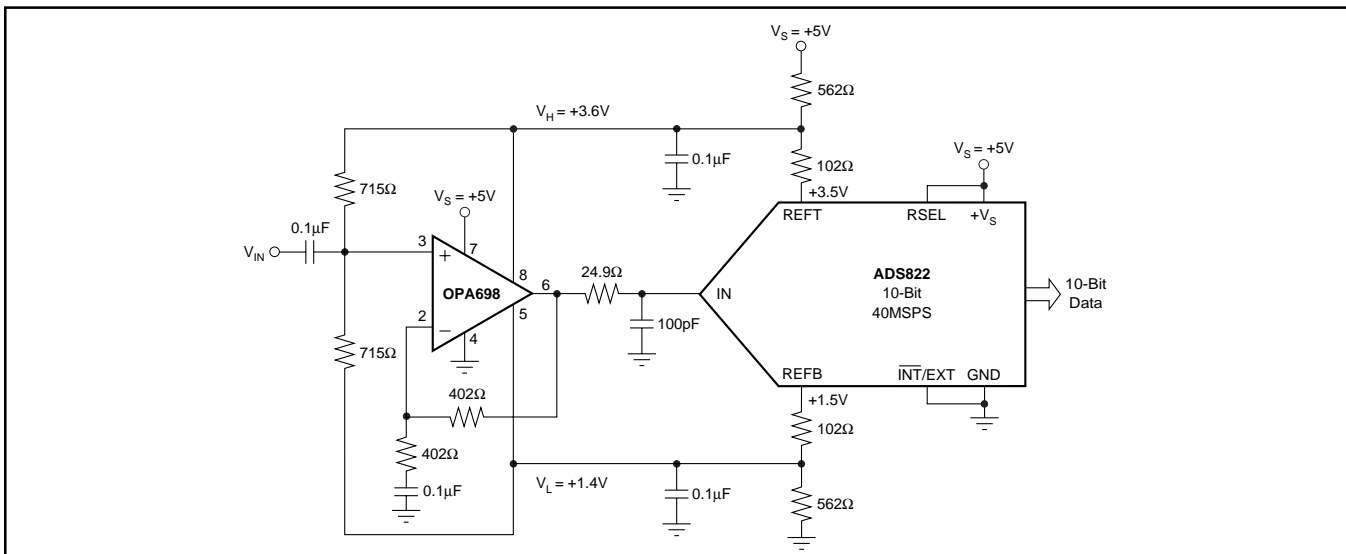 V_S = +5V
562Ω
V_H = +3.6V
0.1µF
102Ω
+3.5V
V_S = +5V
715Ω
V_S = +5V
REFT
RSEL
+V_S
0.1µF
V_IN
3
+
7
8
OPA698
6
24.9Ω
IN
ADS822
10-Bit
40MSPS
10-Bit
Data
2
−
5
4
100pF
715Ω
402Ω
REFB
INT/EXT
GND
+1.5V
102Ω
402Ω
0.1µF
V_L = +1.4V
0.1µF
562Ω